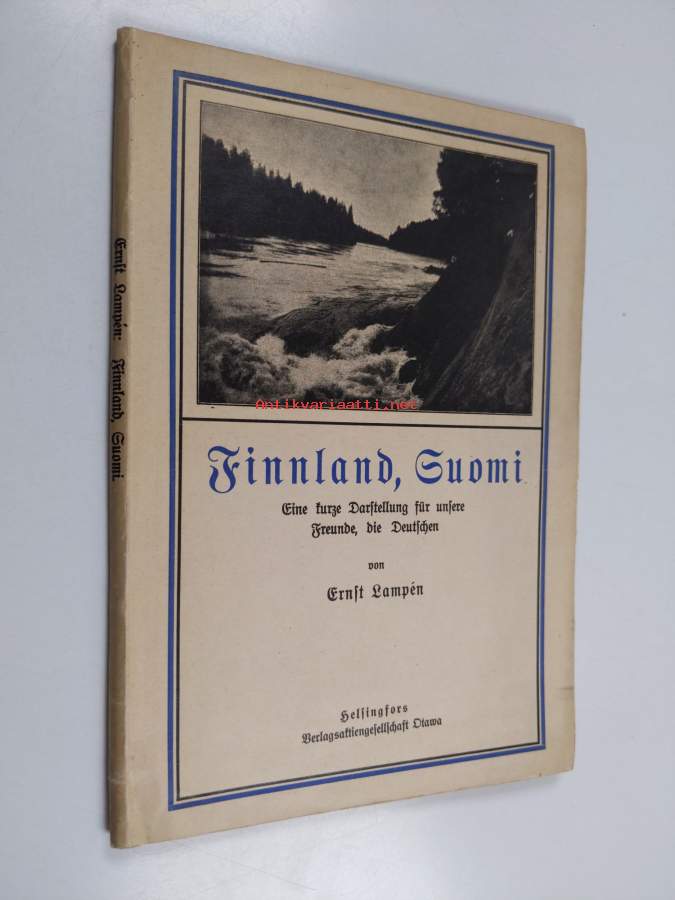 Ernſt Lampén: Finnland, Suomi.
Antikvariaatti.net
Finnland, Suomi
Eine kurze Darſtellung für unſere
Freunde, die Deutſchen
von
Ernſt Lampén
Helſingfors
Verlagsaktiengeſellſchaft Otawa